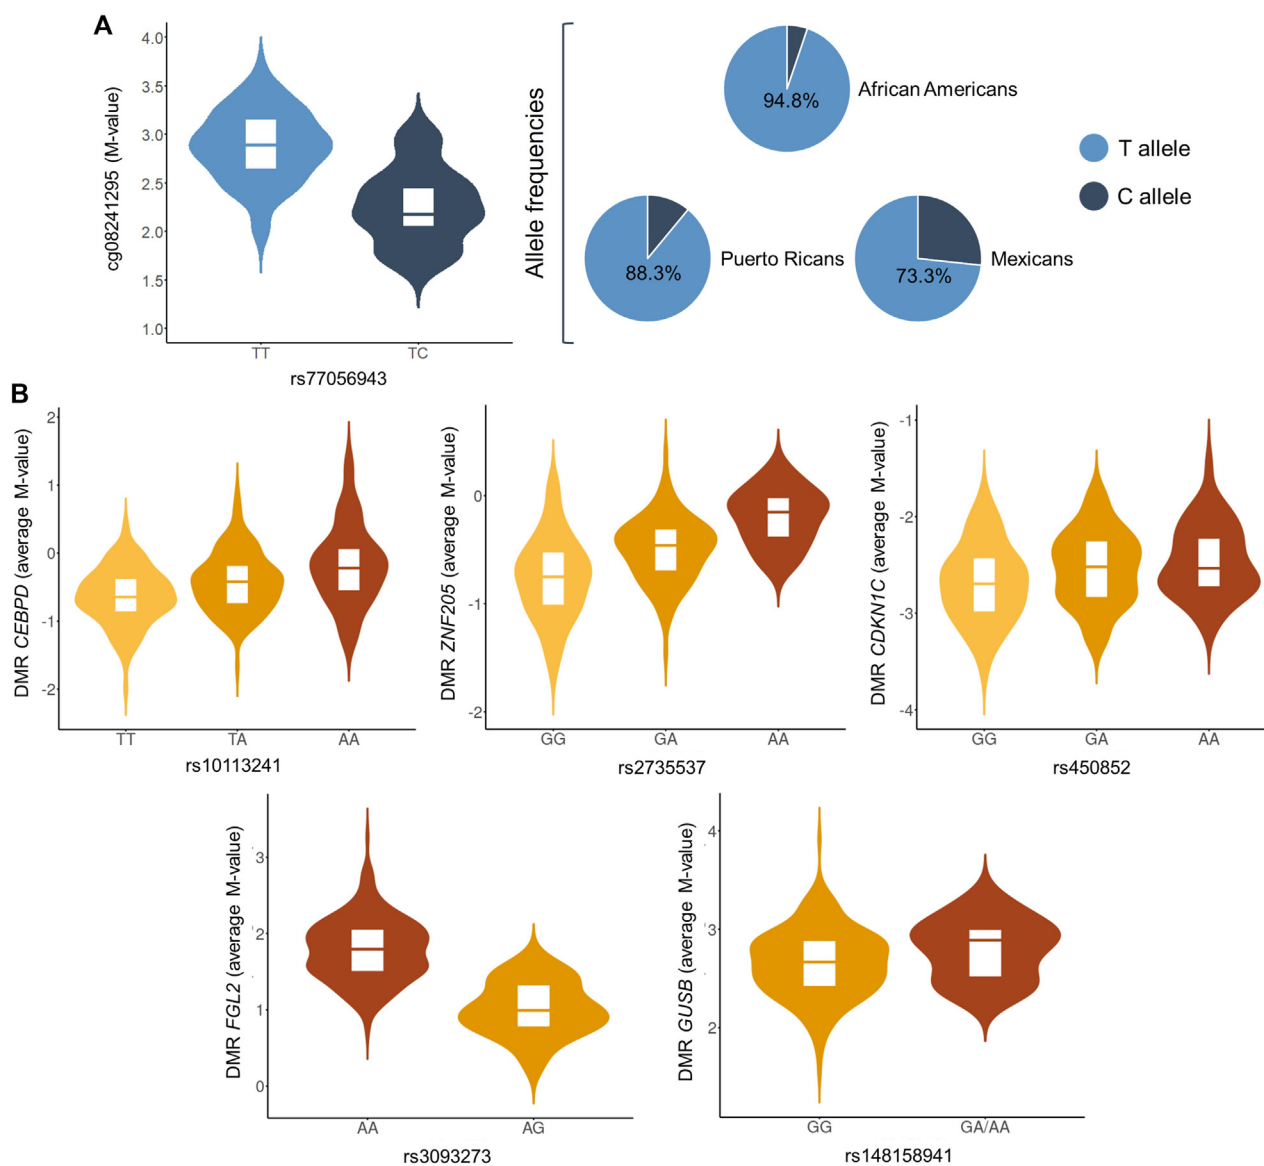 A
cg08241295 (M-value)
4.0
3.5
3.0
2.5
2.0
1.5
1.0
TT
TC
rs77056943
Allele frequencies
94.8%
African Americans
88.3%
Puerto Ricans
73.3%
Mexicans
T allele
C allele
B
DMR CEBPD (average M-value)
2
1
0
-1
-2
TT
TA
AA
rs10113241
DMR ZNF205 (average M-value)
0
-1
-2
GG
GA
AA
rs2735537
DMR CDKN1C (average M-value)
-1
-2
-3
-4
GG
GA
AA
rs450852
DMR FGL2 (average M-value)
3
2
1
0
AA
AG
rs3093273
DMR GUSB (average M-value)
4
3
2
GG
GA/AA
rs148158941